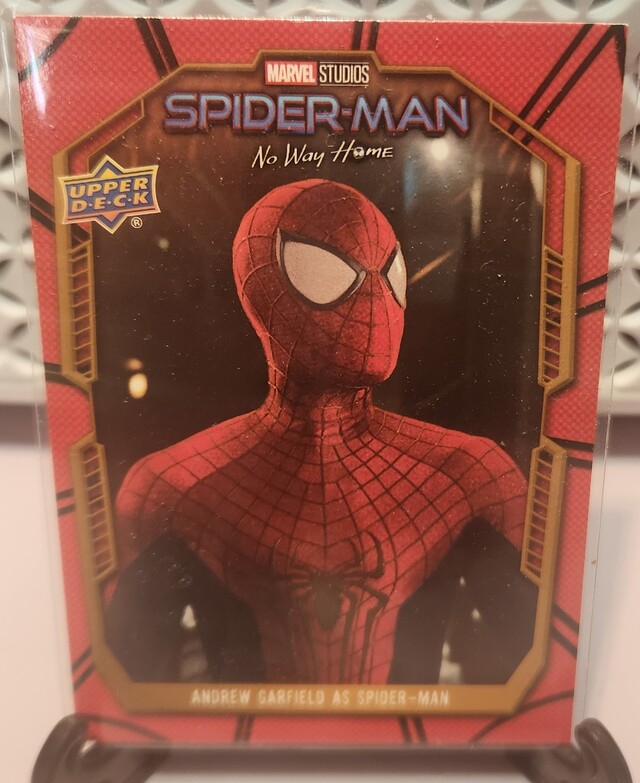 MARVEL STUDIOS
SPIDER-MAN
No Way Home
UPPER
D·E·C·K
®
ANDREW GARFIELD AS SPIDER-MAN